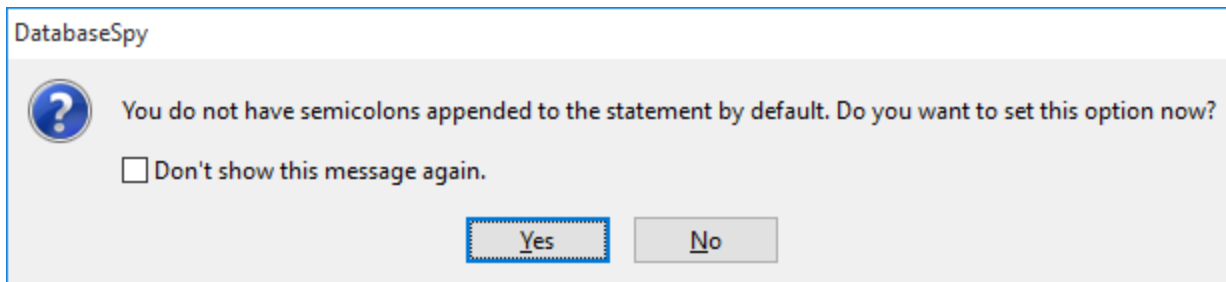 DatabaseSpy
You do not have semicolons appended to the statement by default. Do you want to set this option now?
Don't show this message again.
Yes
No